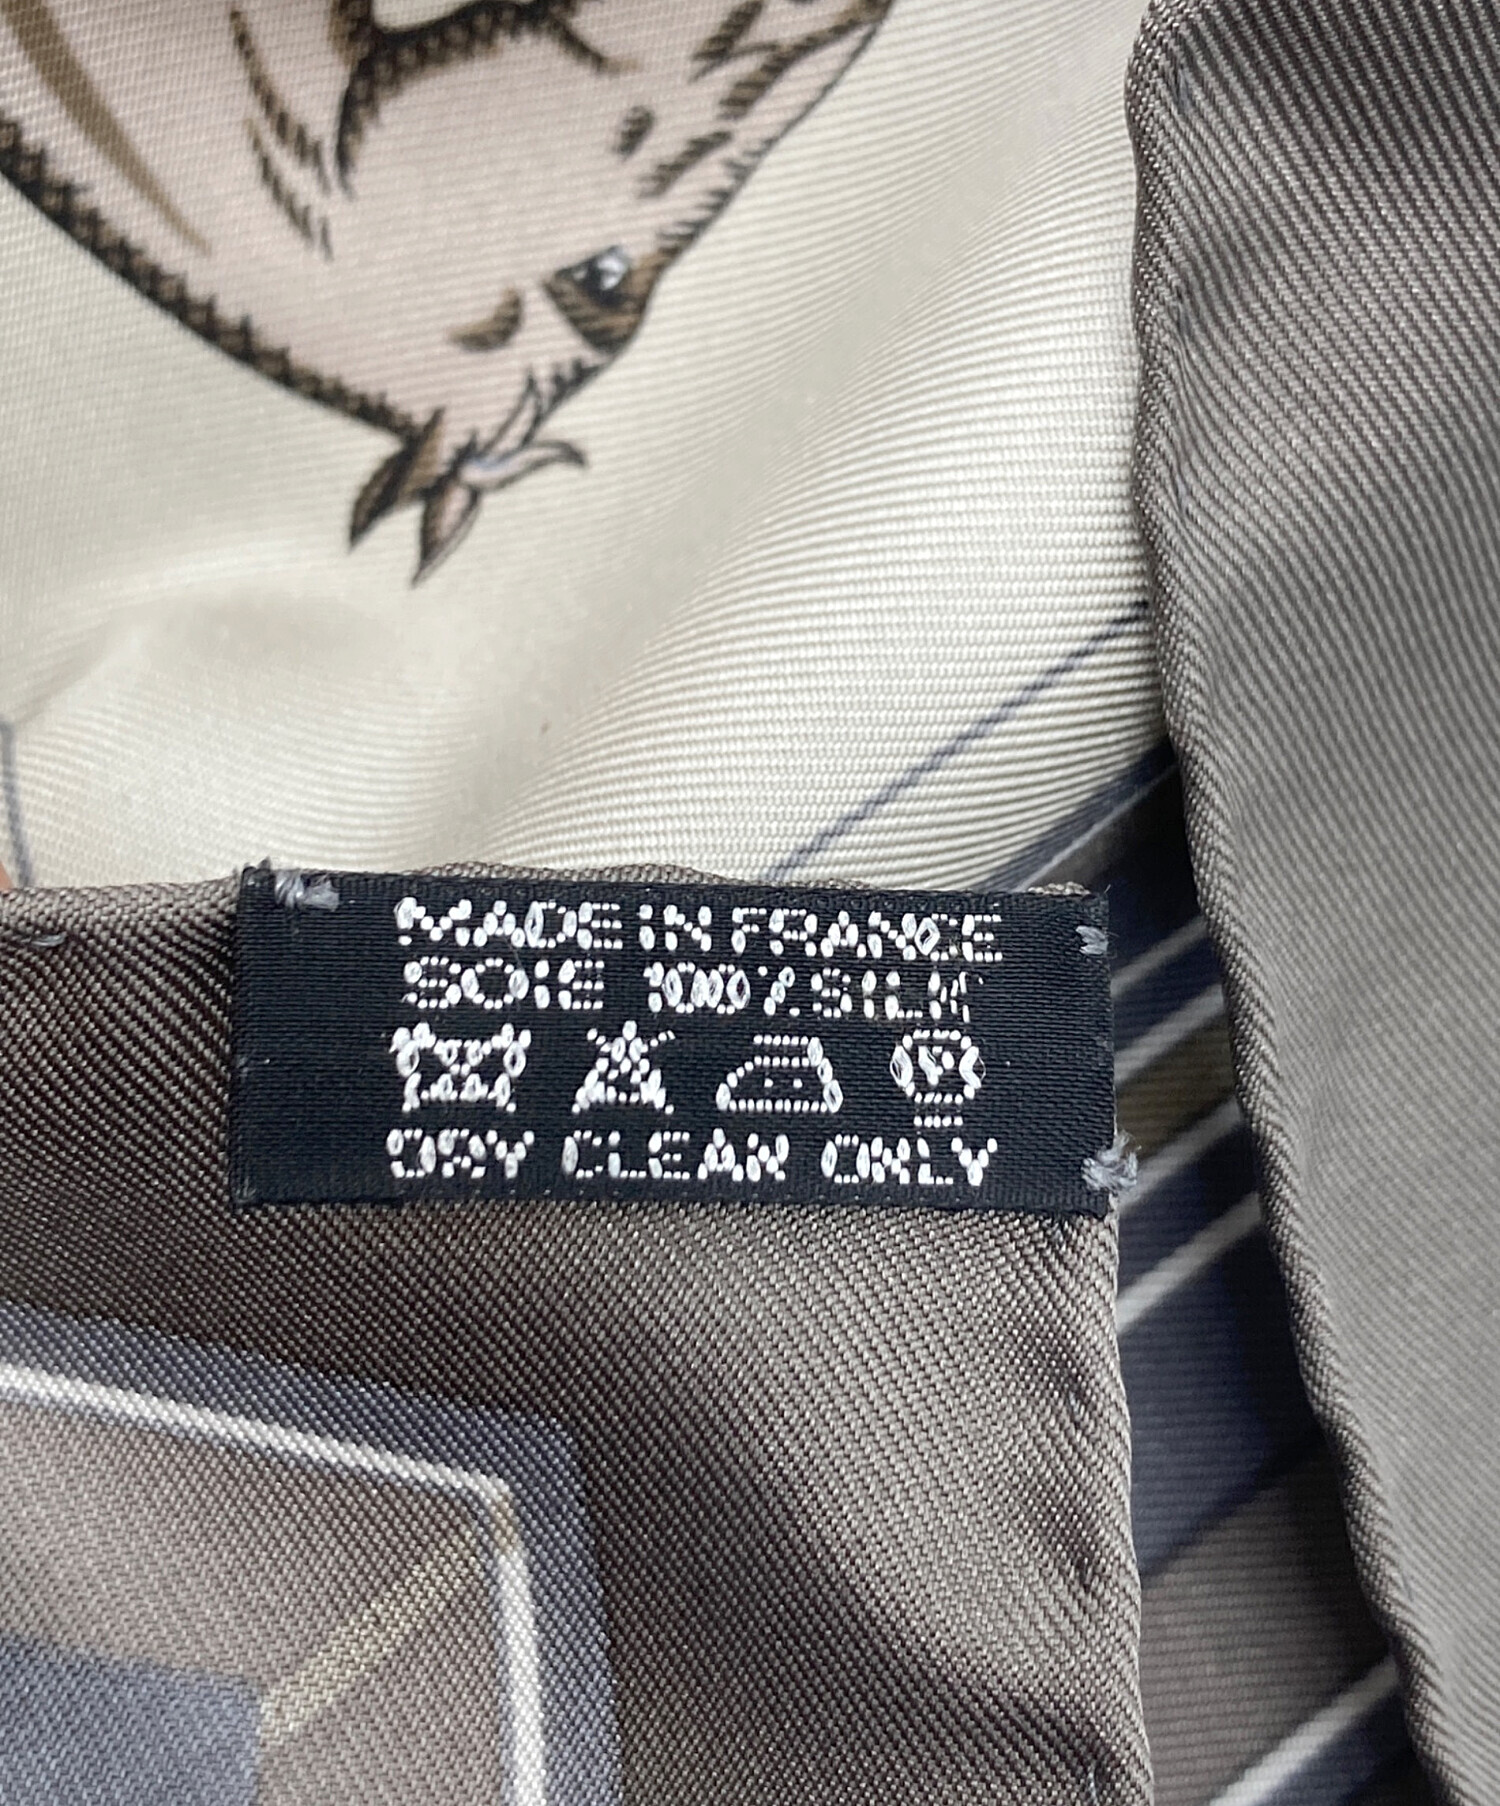 MADE IN FRANCE
SOIE 100% SILK
DRY CLEAN ONLY